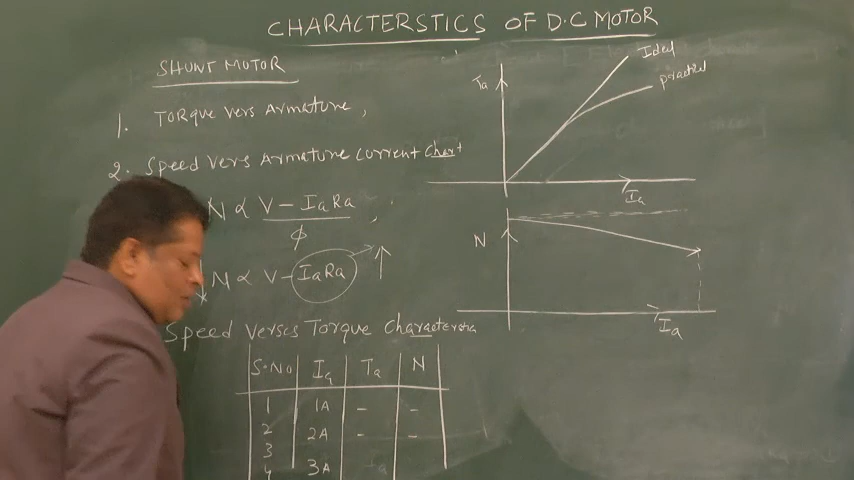 CHARACTERSTICS OF D.C MOTOR
SHUNT MOTOR
1. TORque Vers Armature,
2. Speed Vers Armature current Chart
N ∝ V - IaRa / ϕ
N ∝ V - IaRa ↑
Speed Verses Torque Characters
S.No Ia Ta N
1 1A - -
2 2A - -
3
4 3A
Ta
Ideal
practical
Ia
N
Ia